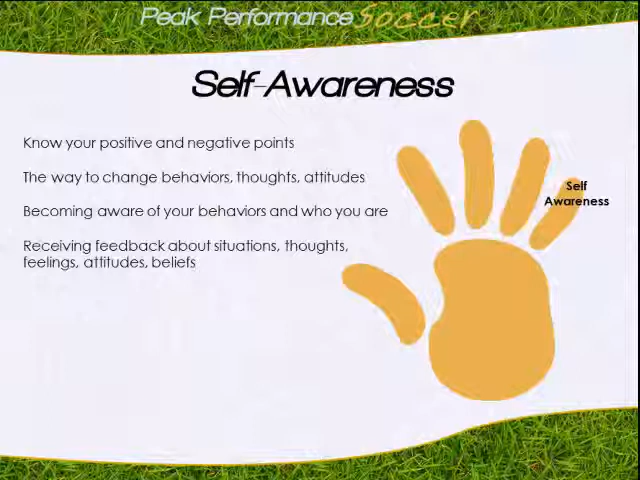 Peak Performance Soccer
Self-Awareness
Know your positive and negative points
The way to change behaviors, thoughts, attitudes
Becoming aware of your behaviors and who you are
Receiving feedback about situations, thoughts,
feelings, attitudes, beliefs
Self
Awareness